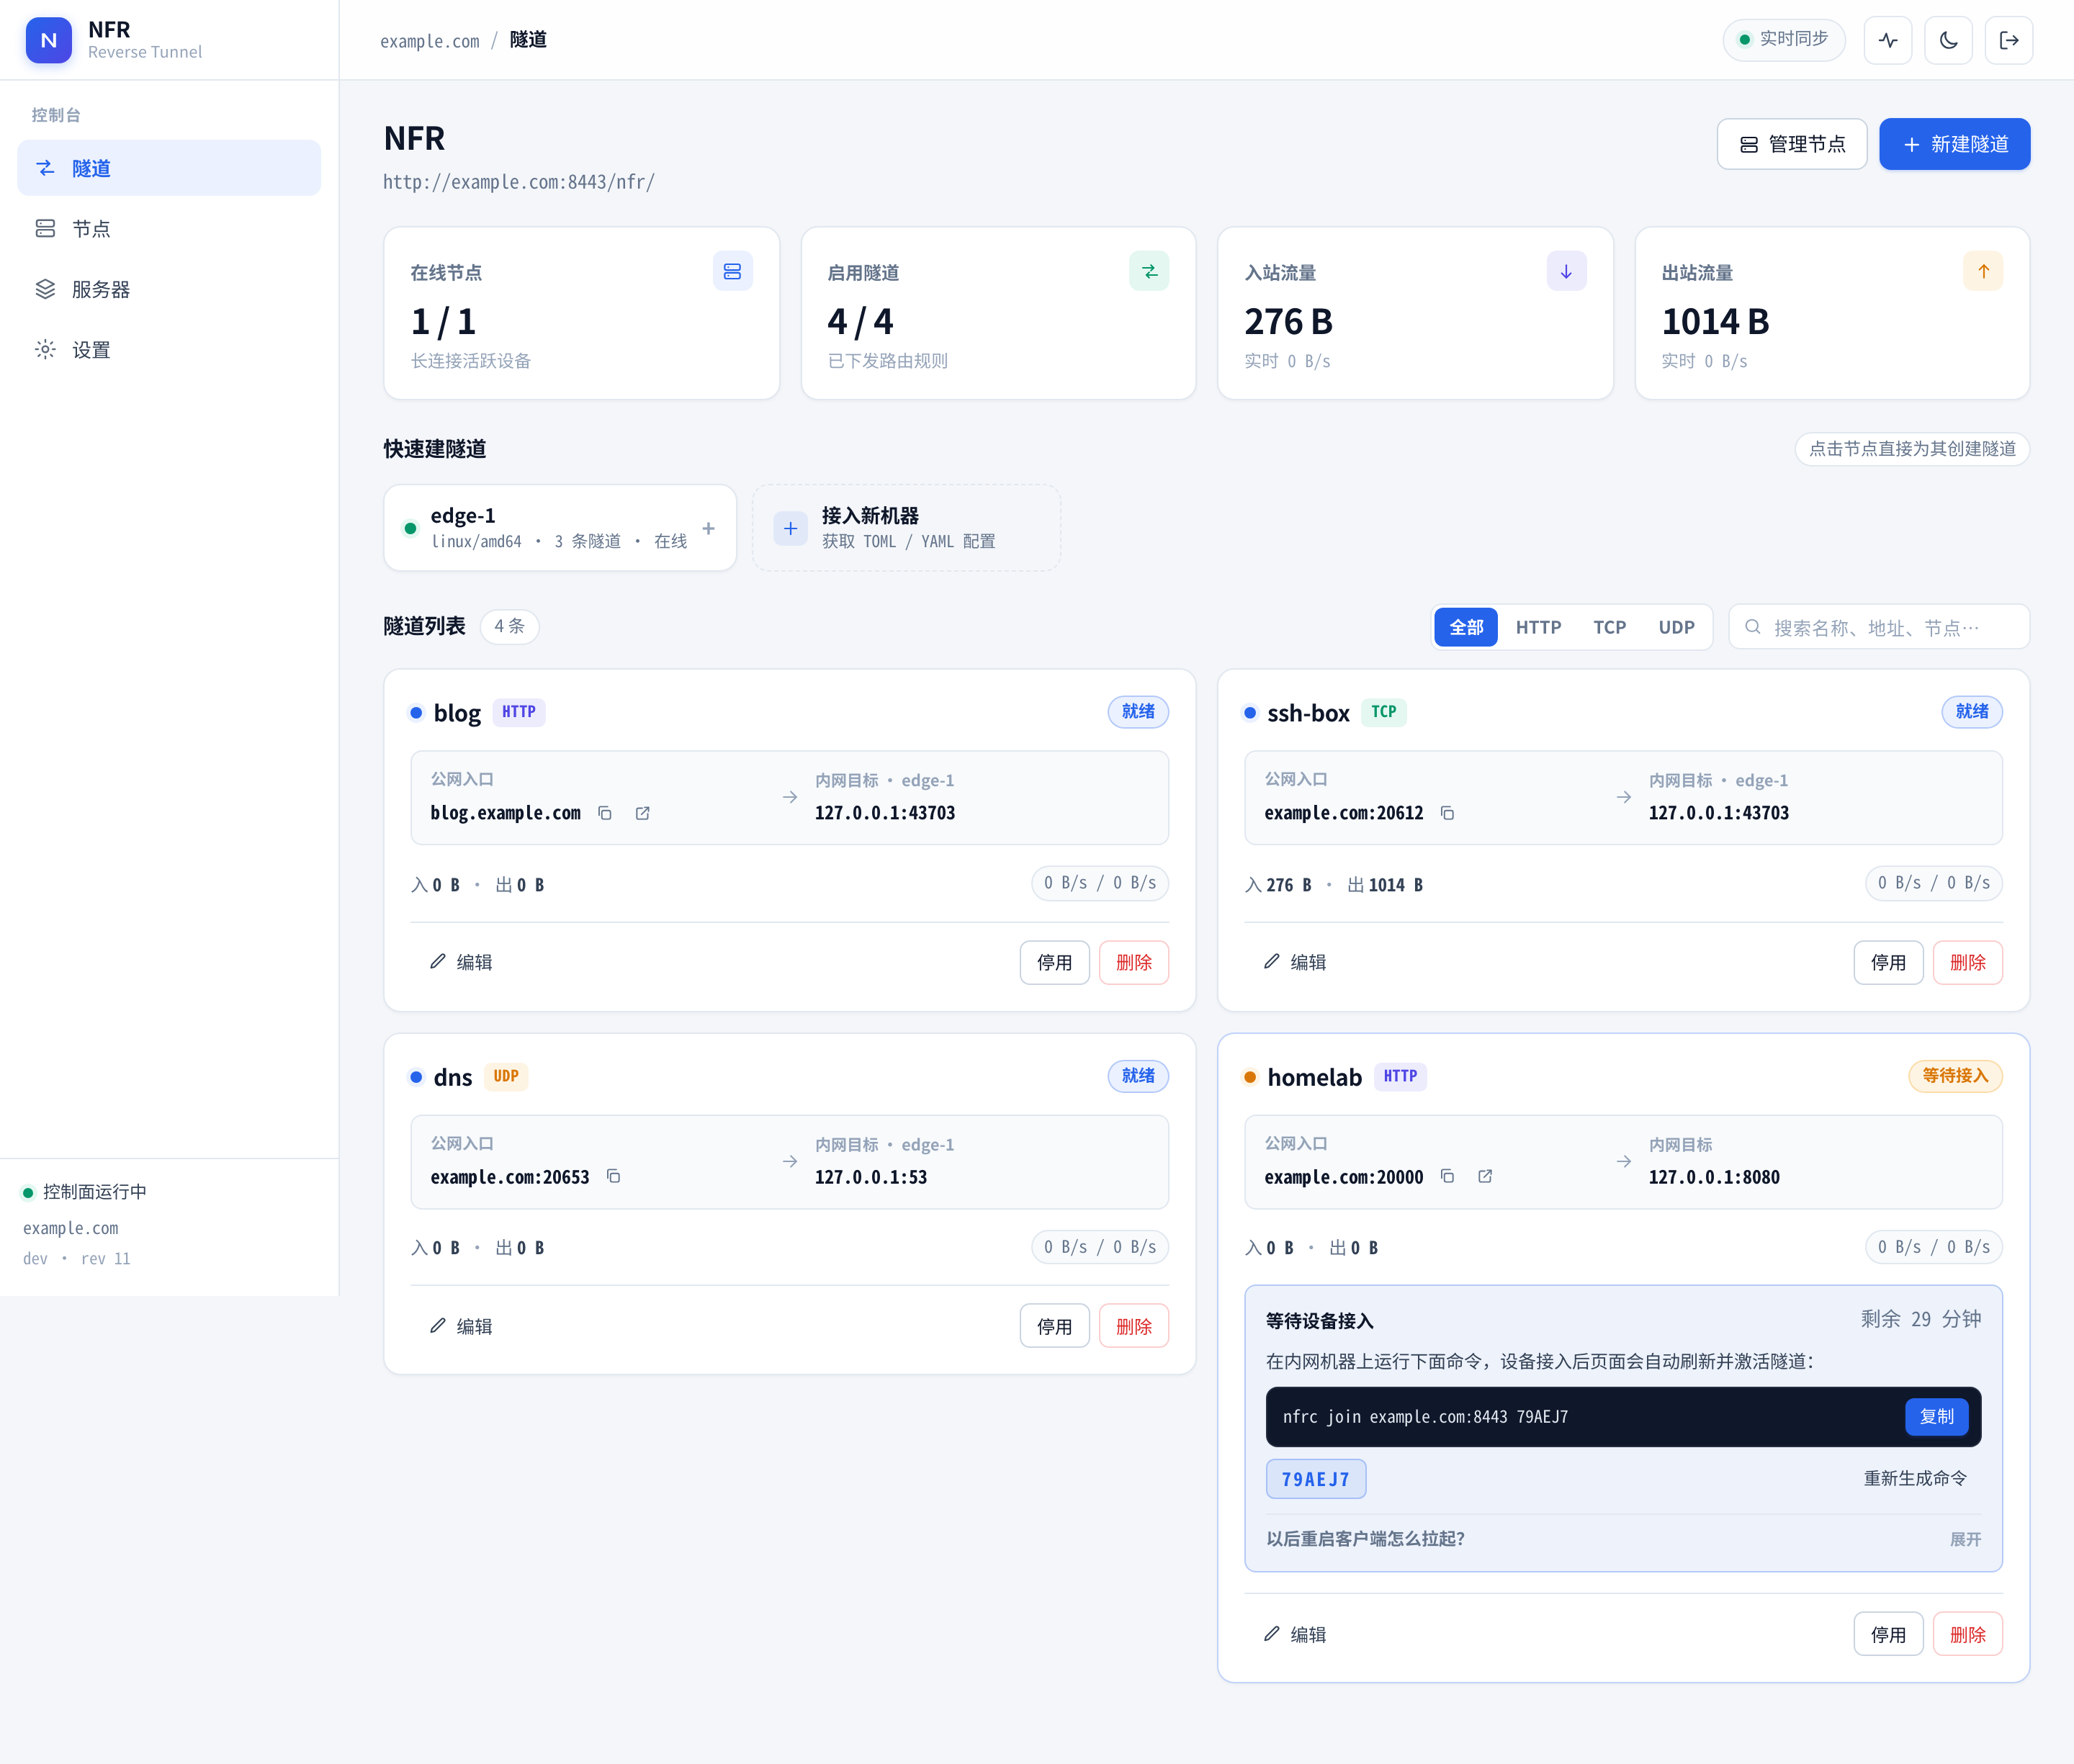 N
NFR
Reverse Tunnel
example.com / 隧道
实时同步
控制台
隧道
节点
服务器
设置
NFR
http://example.com:8443/nfr/
管理节点
新建隧道
在线节点
1 / 1
长连接活跃设备
启用隧道
4 / 4
已下发路由规则
入站流量
276 B
实时 0 B/s
出站流量
1014 B
实时 0 B/s
快速建隧道
点击节点直接为其创建隧道
edge-1
linux/amd64 · 3 条隧道 · 在线
+
接入新机器
获取 TOML / YAML 配置
隧道列表
4 条
全部 HTTP TCP UDP
搜索名称、地址、节点…
blog HTTP
就绪
公网入口
blog.example.com
内网目标 · edge-1
127.0.0.1:43703
入 0 B · 出 0 B
0 B/s / 0 B/s
编辑
停用
删除
ssh-box TCP
就绪
公网入口
example.com:20612
内网目标 · edge-1
127.0.0.1:43703
入 276 B · 出 1014 B
0 B/s / 0 B/s
编辑
停用
删除
dns UDP
就绪
公网入口
example.com:20653
内网目标 · edge-1
127.0.0.1:53
入 0 B · 出 0 B
0 B/s / 0 B/s
编辑
停用
删除
homelab HTTP
等待接入
公网入口
example.com:20000
内网目标
127.0.0.1:8080
入 0 B · 出 0 B
0 B/s / 0 B/s
等待设备接入
剩余 29 分钟
在内网机器上运行下面命令，设备接入后页面会自动刷新并激活隧道：
nfrc join example.com:8443 79AEJ7
复制
79AEJ7
重新生成命令
以后重启客户端怎么拉起？
展开
编辑
停用
删除
控制面运行中
example.com
dev · rev 11